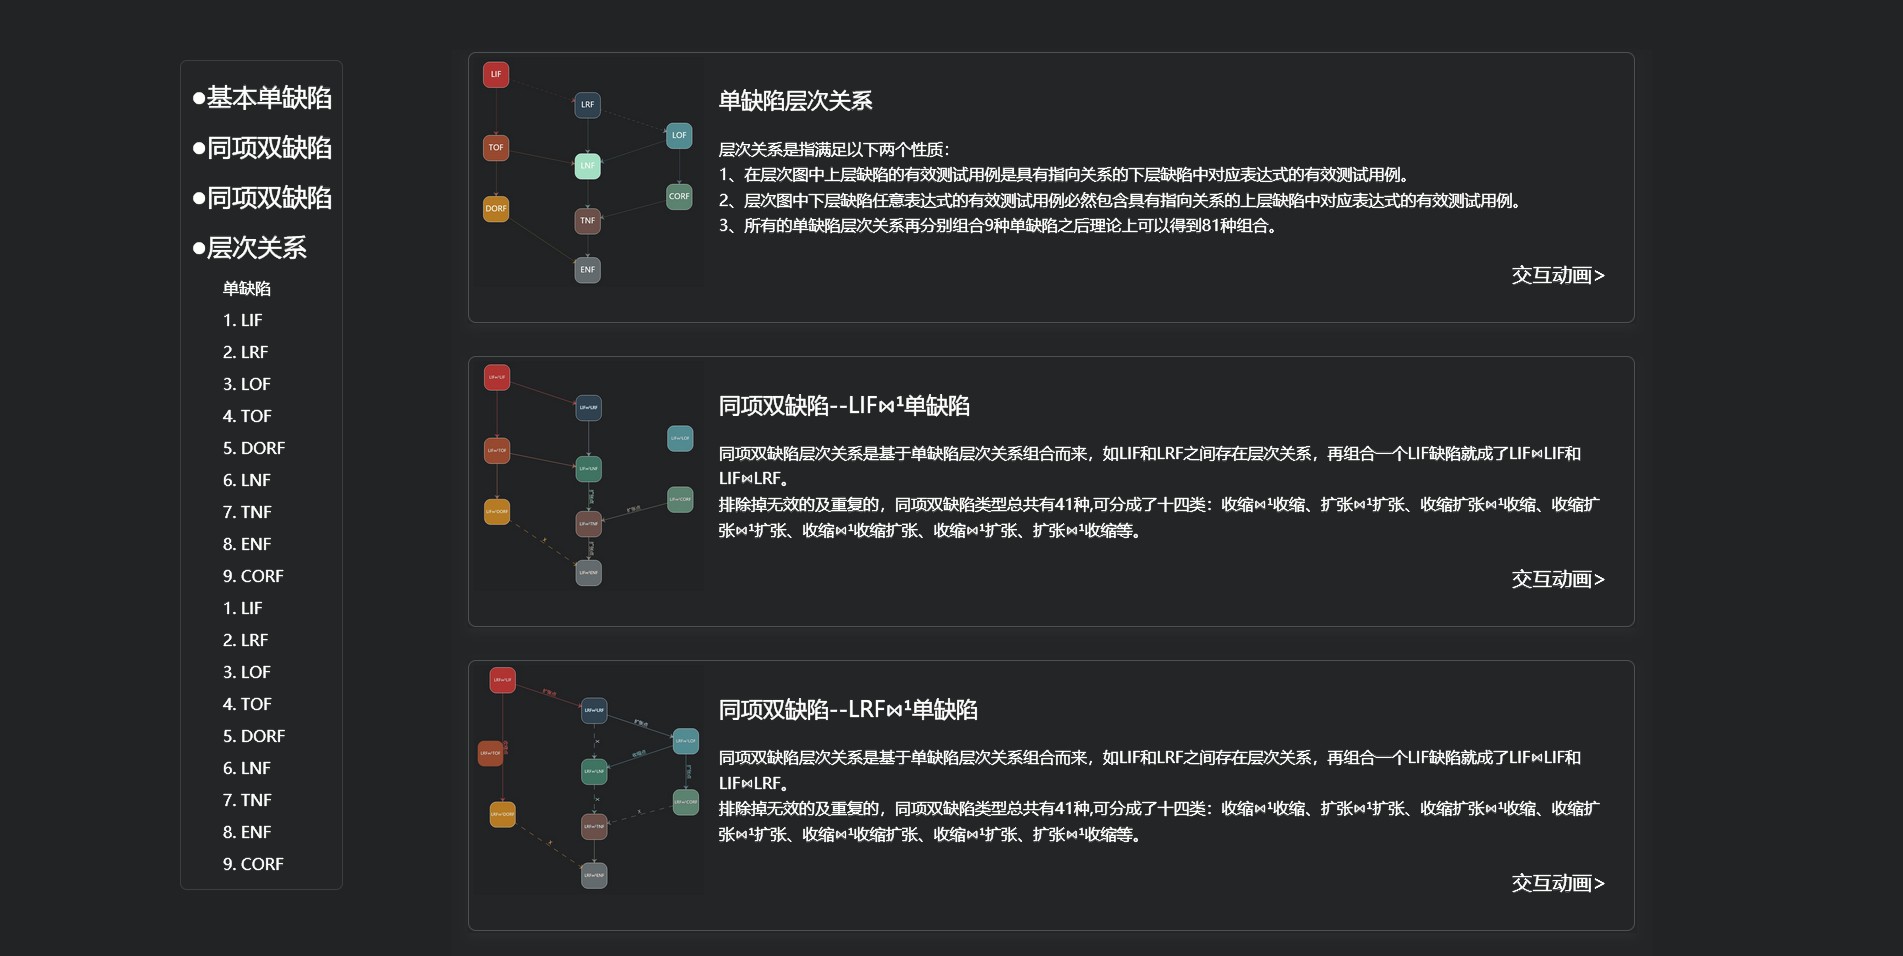 ●基本单缺陷
●同项双缺陷
●同项双缺陷
●层次关系
单缺陷
1. LIF
2. LRF
3. LOF
4. TOF
5. DORF
6. LNF
7. TNF
8. ENF
9. CORF
1. LIF
2. LRF
3. LOF
4. TOF
5. DORF
6. LNF
7. TNF
8. ENF
9. CORF
LIF
LRF
LOF
TOF
LNF
CORF
DORF
TNF
ENF
单缺陷层次关系
层次关系是指满足以下两个性质：
1、在层次图中上层缺陷的有效测试用例是具有指向关系的下层缺陷中对应表达式的有效测试用例。
2、层次图中下层缺陷任意表达式的有效测试用例必然包含具有指向关系的上层缺陷中对应表达式的有效测试用例。
3、所有的单缺陷层次关系再分别组合9种单缺陷之后理论上可以得到81种组合。
交互动画>
同项双缺陷--LIF⋈¹单缺陷
同项双缺陷层次关系是基于单缺陷层次关系组合而来，如LIF和LRF之间存在层次关系，再组合一个LIF缺陷就成了LIF⋈LIF和
LIF⋈LRF。
排除掉无效的及重复的，同项双缺陷类型总共有41种,可分成了十四类：收缩⋈¹收缩、扩张⋈¹扩张、收缩扩张⋈¹收缩、收缩扩
张⋈¹扩张、收缩⋈¹收缩扩张、收缩⋈¹扩张、扩张⋈¹收缩等。
交互动画>
同项双缺陷--LRF⋈¹单缺陷
同项双缺陷层次关系是基于单缺陷层次关系组合而来，如LIF和LRF之间存在层次关系，再组合一个LIF缺陷就成了LIF⋈LIF和
LIF⋈LRF。
排除掉无效的及重复的，同项双缺陷类型总共有41种,可分成了十四类：收缩⋈¹收缩、扩张⋈¹扩张、收缩扩张⋈¹收缩、收缩扩
张⋈¹扩张、收缩⋈¹收缩扩张、收缩⋈¹扩张、扩张⋈¹收缩等。
交互动画>